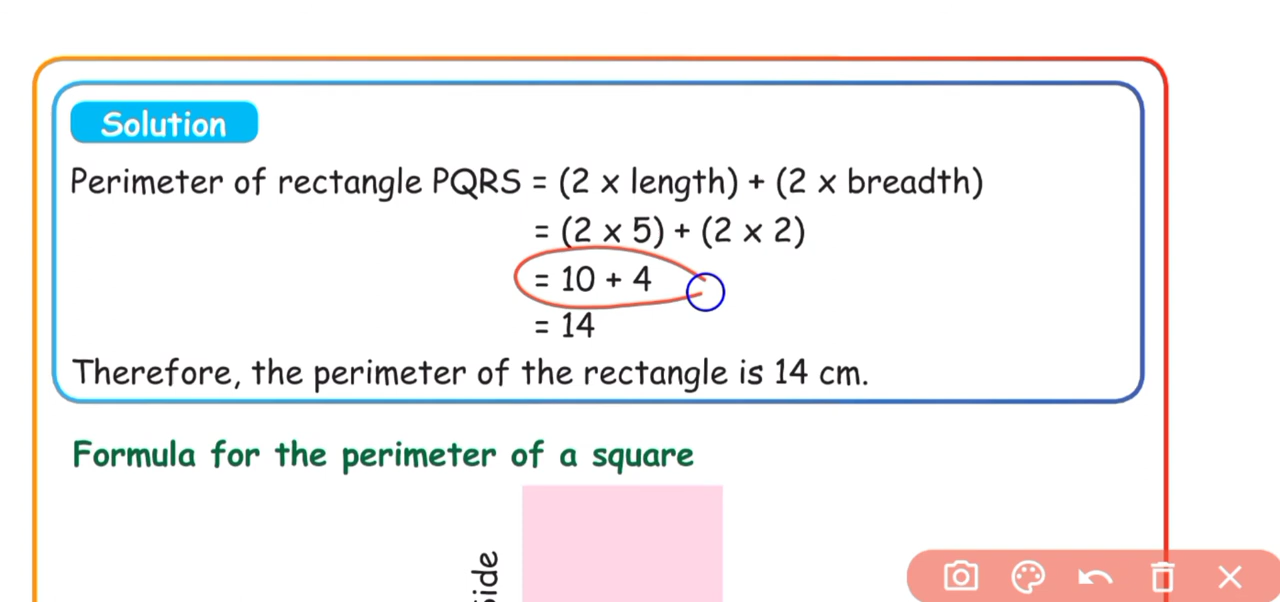 Solution
Perimeter of rectangle PQRS = (2 x length) + (2 x breadth)
= (2 x 5) + (2 x 2)
= 10 + 4
= 14
Therefore, the perimeter of the rectangle is 14 cm.
Formula for the perimeter of a square